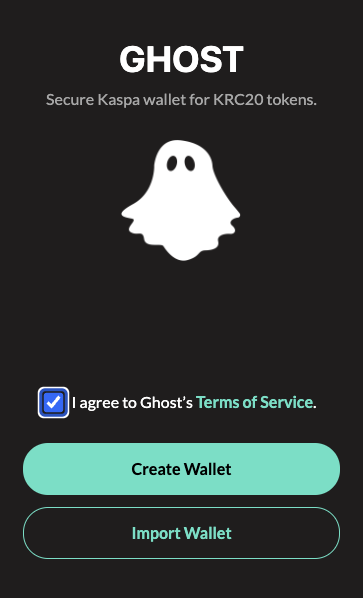 GHOST
Secure Kaspa wallet for KRC20 tokens.
I agree to Ghost's Terms of Service.
Create Wallet
Import Wallet